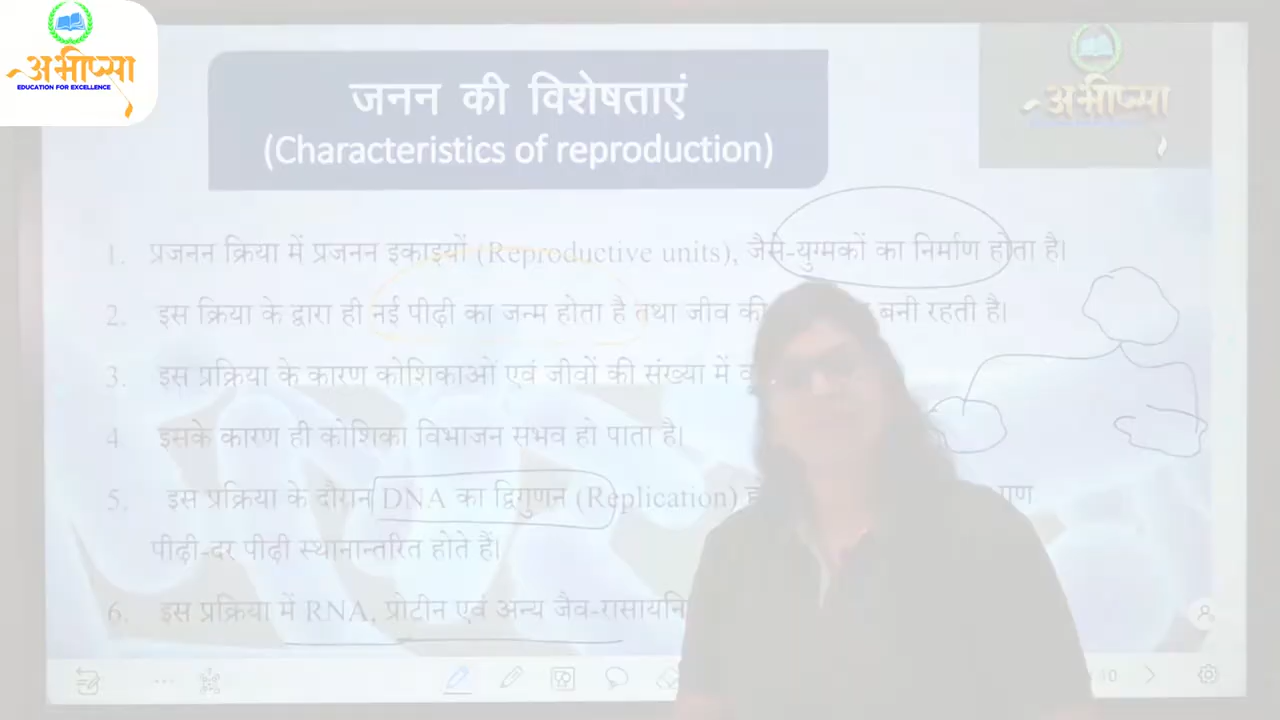 अभीप्सा
EDUCATION FOR EXCELLENCE
जनन की विशेषताएं
(Characteristics of reproduction)
अभीप्सा
1. प्रजनन क्रिया में प्रजनन इकाइयों (Reproductive units), जैसे-युग्मकों का निर्माण होता है।
2. इस क्रिया के द्वारा ही नई पीढ़ी का जन्म होता है तथा जीव की बनी रहती है।
3. इस प्रक्रिया के कारण कोशिकाओं एवं जीवों की संख्या में
4 इसके कारण ही कोशिका विभाजन संभव हो पाता है।
5. इस प्रक्रिया के दौरान DNA का द्विगुणन (Replication)
पीढ़ी-दर पीढ़ी स्थानान्तरित होते हैं।
6. इस प्रक्रिया में RNA, प्रोटीन एवं अन्य
10